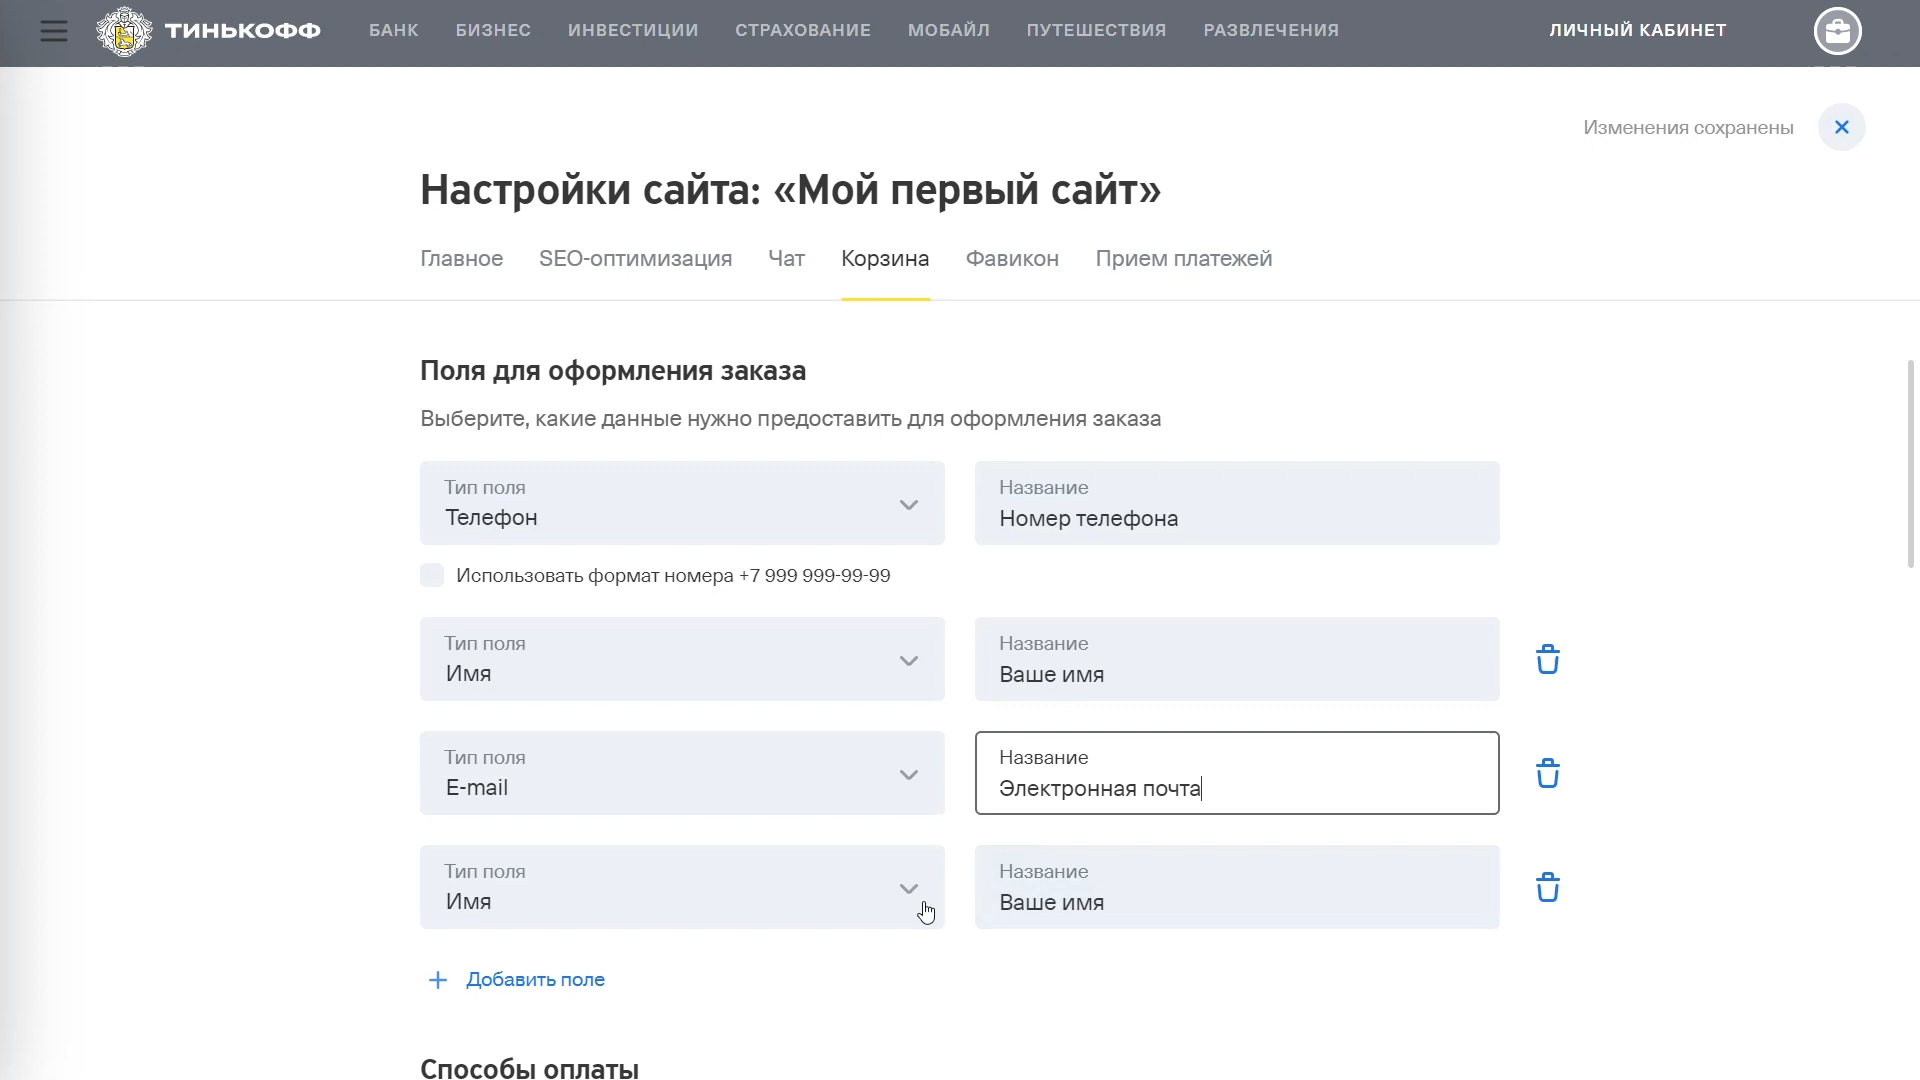 ТИНЬКОФФ
БАНК БИЗНЕС ИНВЕСТИЦИИ СТРАХОВАНИЕ МОБАЙЛ ПУТЕШЕСТВИЯ РАЗВЛЕЧЕНИЯ ЛИЧНЫЙ КАБИНЕТ
Изменения сохранены
Настройки сайта: «Мой первый сайт»
Главное SEO-оптимизация Чат Корзина Фавикон Прием платежей
Поля для оформления заказа
Выберите, какие данные нужно предоставить для оформления заказа
Тип поля
Телефон
Название
Номер телефона
Использовать формат номера +7 999 999-99-99
Тип поля
Имя
Название
Ваше имя
Тип поля
E-mail
Название
Электронная почта
Тип поля
Имя
Название
Ваше имя
+ Добавить поле
Способы оплаты